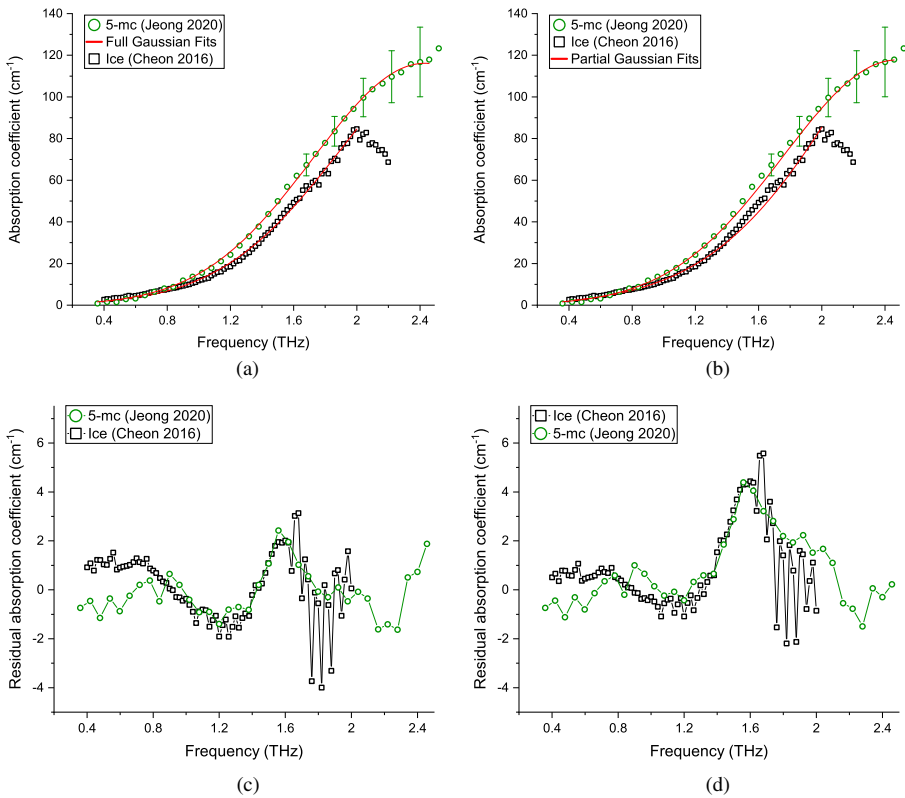 140
120
100
80
60
40
20
0
Absorption coefficient (cm⁻¹)
5-mc (Jeong 2020)
Full Gaussian Fits
Ice (Cheon 2016)
0.4 0.8 1.2 1.6 2 2.4
Frequency (THz)
(a)
140
120
100
80
60
40
20
0
Absorption coefficient (cm⁻¹)
5-mc (Jeong 2020)
Ice (Cheon 2016)
Partial Gaussian Fits
0.4 0.8 1.2 1.6 2 2.4
Frequency (THz)
(b)
6
4
2
0
-2
-4
Residual absorption coefficient (cm⁻¹)
5-mc (Jeong 2020)
Ice (Cheon 2016)
0.4 0.8 1.2 1.6 2 2.4
Frequency (THz)
(c)
6
4
2
0
-2
-4
Residual absorption coefficient (cm⁻¹)
Ice (Cheon 2016)
5-mc (Jeong 2020)
0.4 0.8 1.2 1.6 2 2.4
Frequency (THz)
(d)